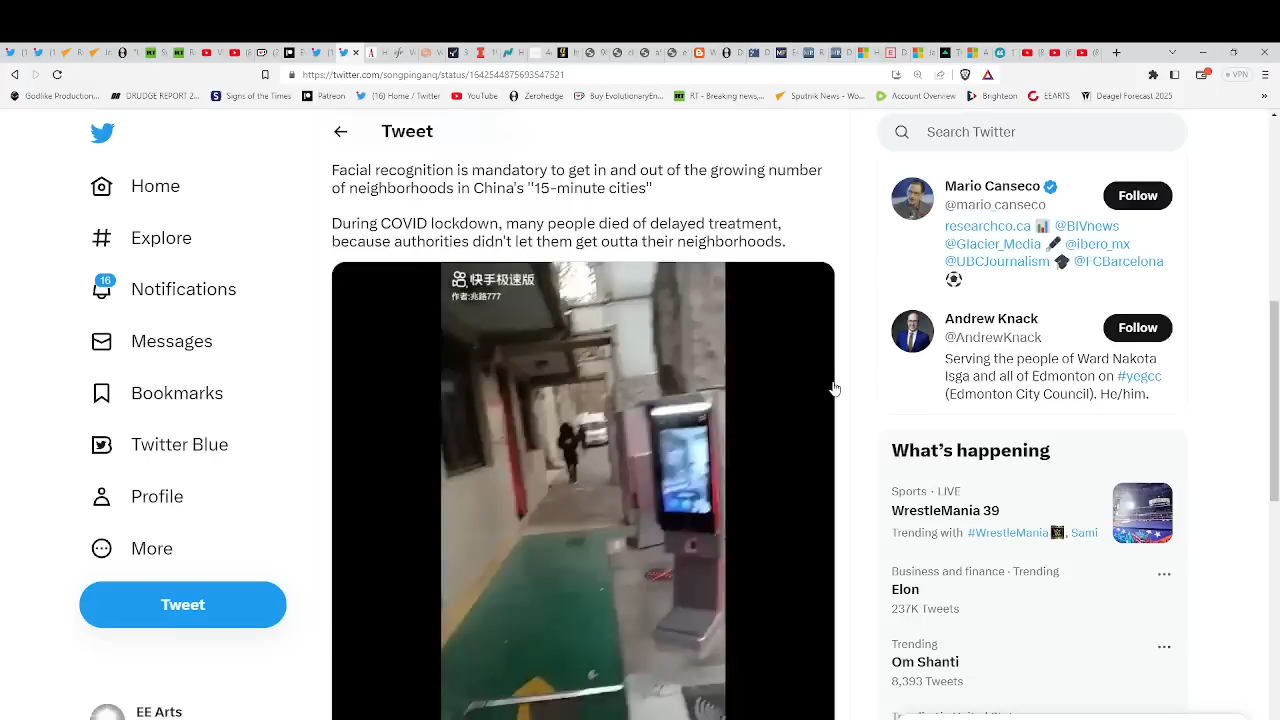 https://twitter.com/songpinganq/status/1642544875693547521
VPN
Godlike Production...
DRUDGE REPORT 2...
Signs of the Times
Patreon
(16) Home / Twitter
YouTube
Zerohedge
Buy EvolutionaryEn...
RT - Breaking news,...
Sputnik News - Wo...
Account Overview
Brighteon
EEARTS
Deagel Forecast 2025
Home
Explore
16
Notifications
Messages
Bookmarks
Twitter Blue
Profile
More
Tweet
EE Arts
Tweet
Facial recognition is mandatory to get in and out of the growing number
of neighborhoods in China's "15-minute cities"
During COVID lockdown, many people died of delayed treatment,
because authorities didn't let them get outta their neighborhoods.
快手极速版
作者:兆路777
Search Twitter
Mario Canseco
@mario_canseco
Follow
researchco.ca @BIVnews
@Glacier_Media @ibero_mx
@UBCJournalism @FCBarcelona
Andrew Knack
@AndrewKnack
Follow
Serving the people of Ward Nakota
Isga and all of Edmonton on #yegcc
(Edmonton City Council). He/him.
What's happening
Sports · LIVE
WrestleMania 39
Trending with #WrestleMania, Sami
Business and finance · Trending
Elon
237K Tweets
Trending
Om Shanti
8,393 Tweets